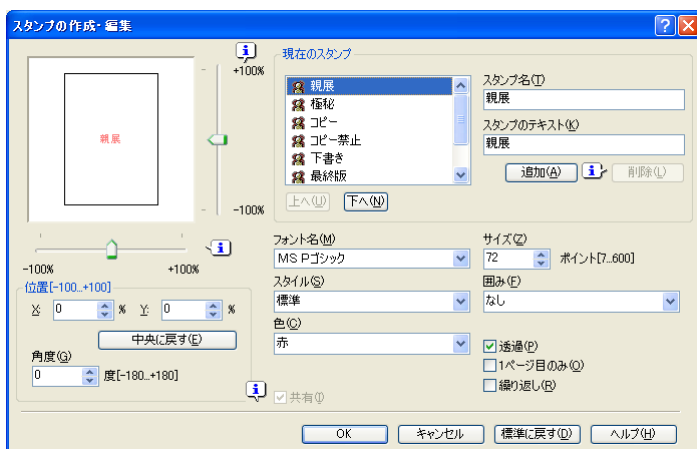 スタンプの作成・編集
現在のスタンプ
+100%
親展
親展
極秘
コピー
コピー禁止
下書き
最終版
スタンプ名(T)
親展
スタンプのテキスト(K)
親展
追加(A)
削除(L)
上へ(U)
下へ(N)
-100%
-100%
+100%
フォント名(M)
MS Pゴシック
サイズ(Z)
72
ポイント[7...600]
スタイル(S)
標準
囲み(F)
なし
色(C)
赤
位置[-100...+100]
X:
0
%
Y:
0
%
中央に戻す(E)
角度(G)
0
度[-180...+180]
透過(P)
1ページ目のみ(O)
繰り返し(R)
共有(I)
OK
キャンセル
標準に戻す(D)
ヘルプ(H)